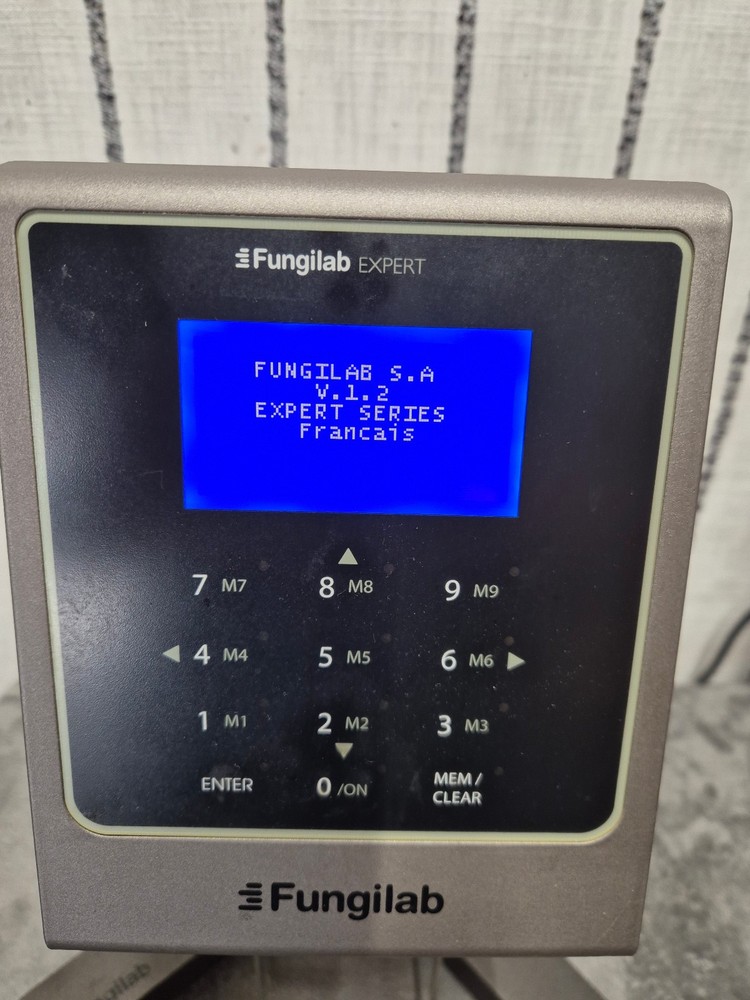 Fungilab EXPERT
FUNGILAB S.A
V.1.2
EXPERT SERIES
Francais
7 M7 8 M8 9 M9
4 M4 5 M5 6 M6
1 M1 2 M2 3 M3
ENTER 0 /ON MEM /
CLEAR
Fungilab
ngilab